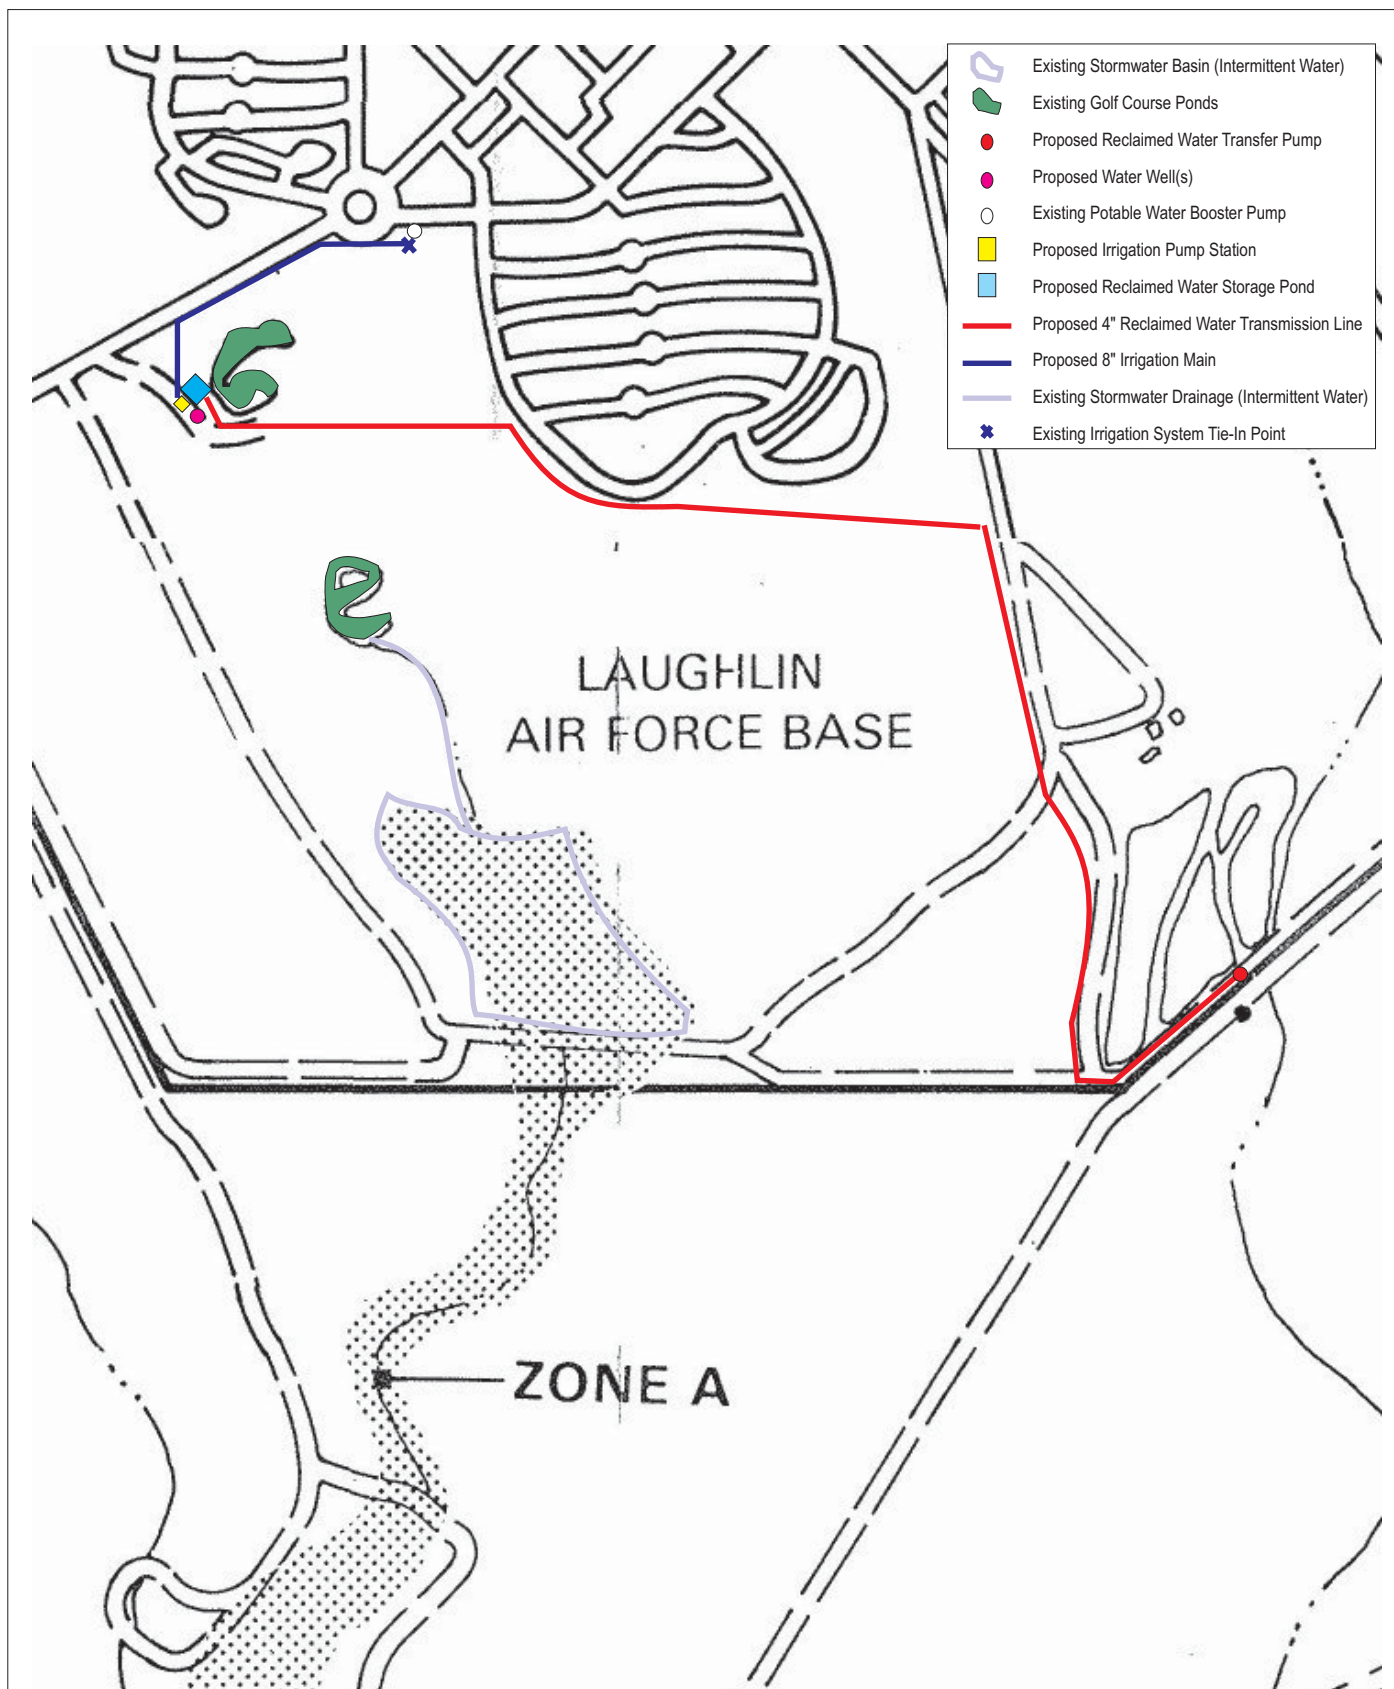 Existing Stormwater Basin (Intermittent Water)
Existing Golf Course Ponds
Proposed Reclaimed Water Transfer Pump
Proposed Water Well(s)
Existing Potable Water Booster Pump
Proposed Irrigation Pump Station
Proposed Reclaimed Water Storage Pond
Proposed 4" Reclaimed Water Transmission Line
Proposed 8" Irrigation Main
Existing Stormwater Drainage (Intermittent Water)
Existing Irrigation System Tie-In Point
LAUGHLIN
AIR FORCE BASE
ZONE A